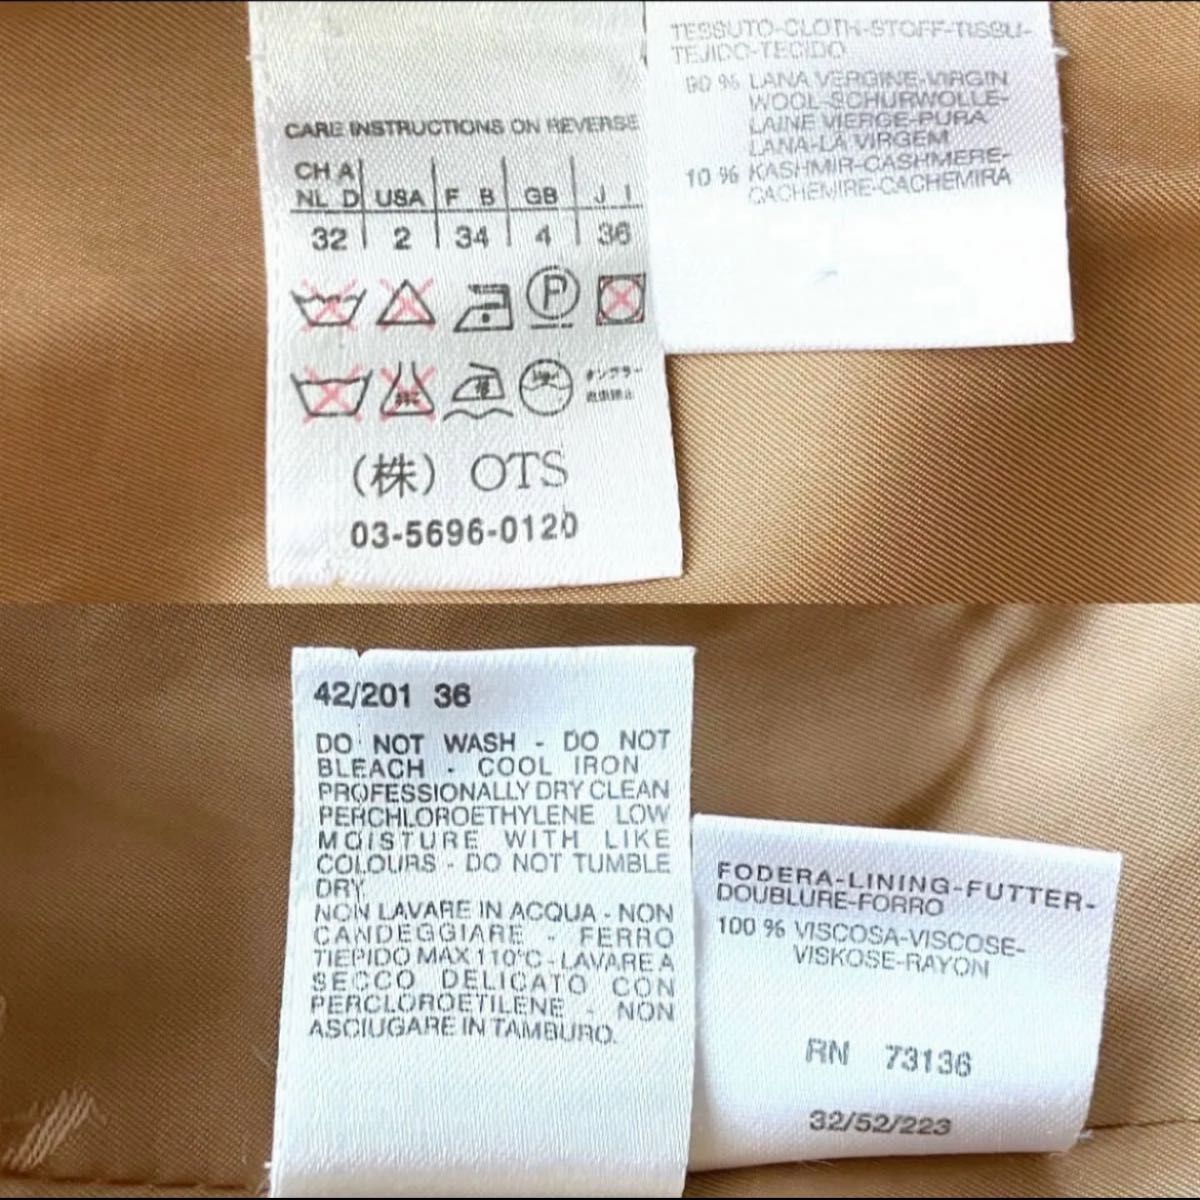 CARE INSTRUCTIONS ON REVERSE
CH A
NL D USA F B GB J I
32 2 34 4 36
P
タンブラー
(株) OTS
03-5696-0120
TESSUTO-CLOTH-STOFF-TISSU-
TEJIDO-TECIDO
90 % LANA VERGINE-VIRGIN
WOOL-SCHURWOLLE-
LAINE VIERGE-PURA
LANA-LÀ VIRGEM
10 % KASHMIR-CASHMERE-
CACHEMIRE-CACHEMIRA
42/201 36
DO NOT WASH - DO NOT
BLEACH - COOL IRON
PROFESSIONALLY DRY CLEAN
PERCHLOROETHYLENE LOW
MOISTURE WITH LIKE
COLOURS - DO NOT TUMBLE
DRY
NON LAVARE IN ACQUA - NON
CANDEGGIARE - FERRO
TIEPIDO MAX 110°C - LAVARE A
SECCO DELICATO CON
PERCLOROETILENE - NON
ASCIUGARE IN TAMBURO.
FODERA-LINING-FUTTER-
DOUBLURE-FORRO
100 % VISCOSA-VISCOSE-
VISKOSE-RAYON
RN 73136
32/52/223